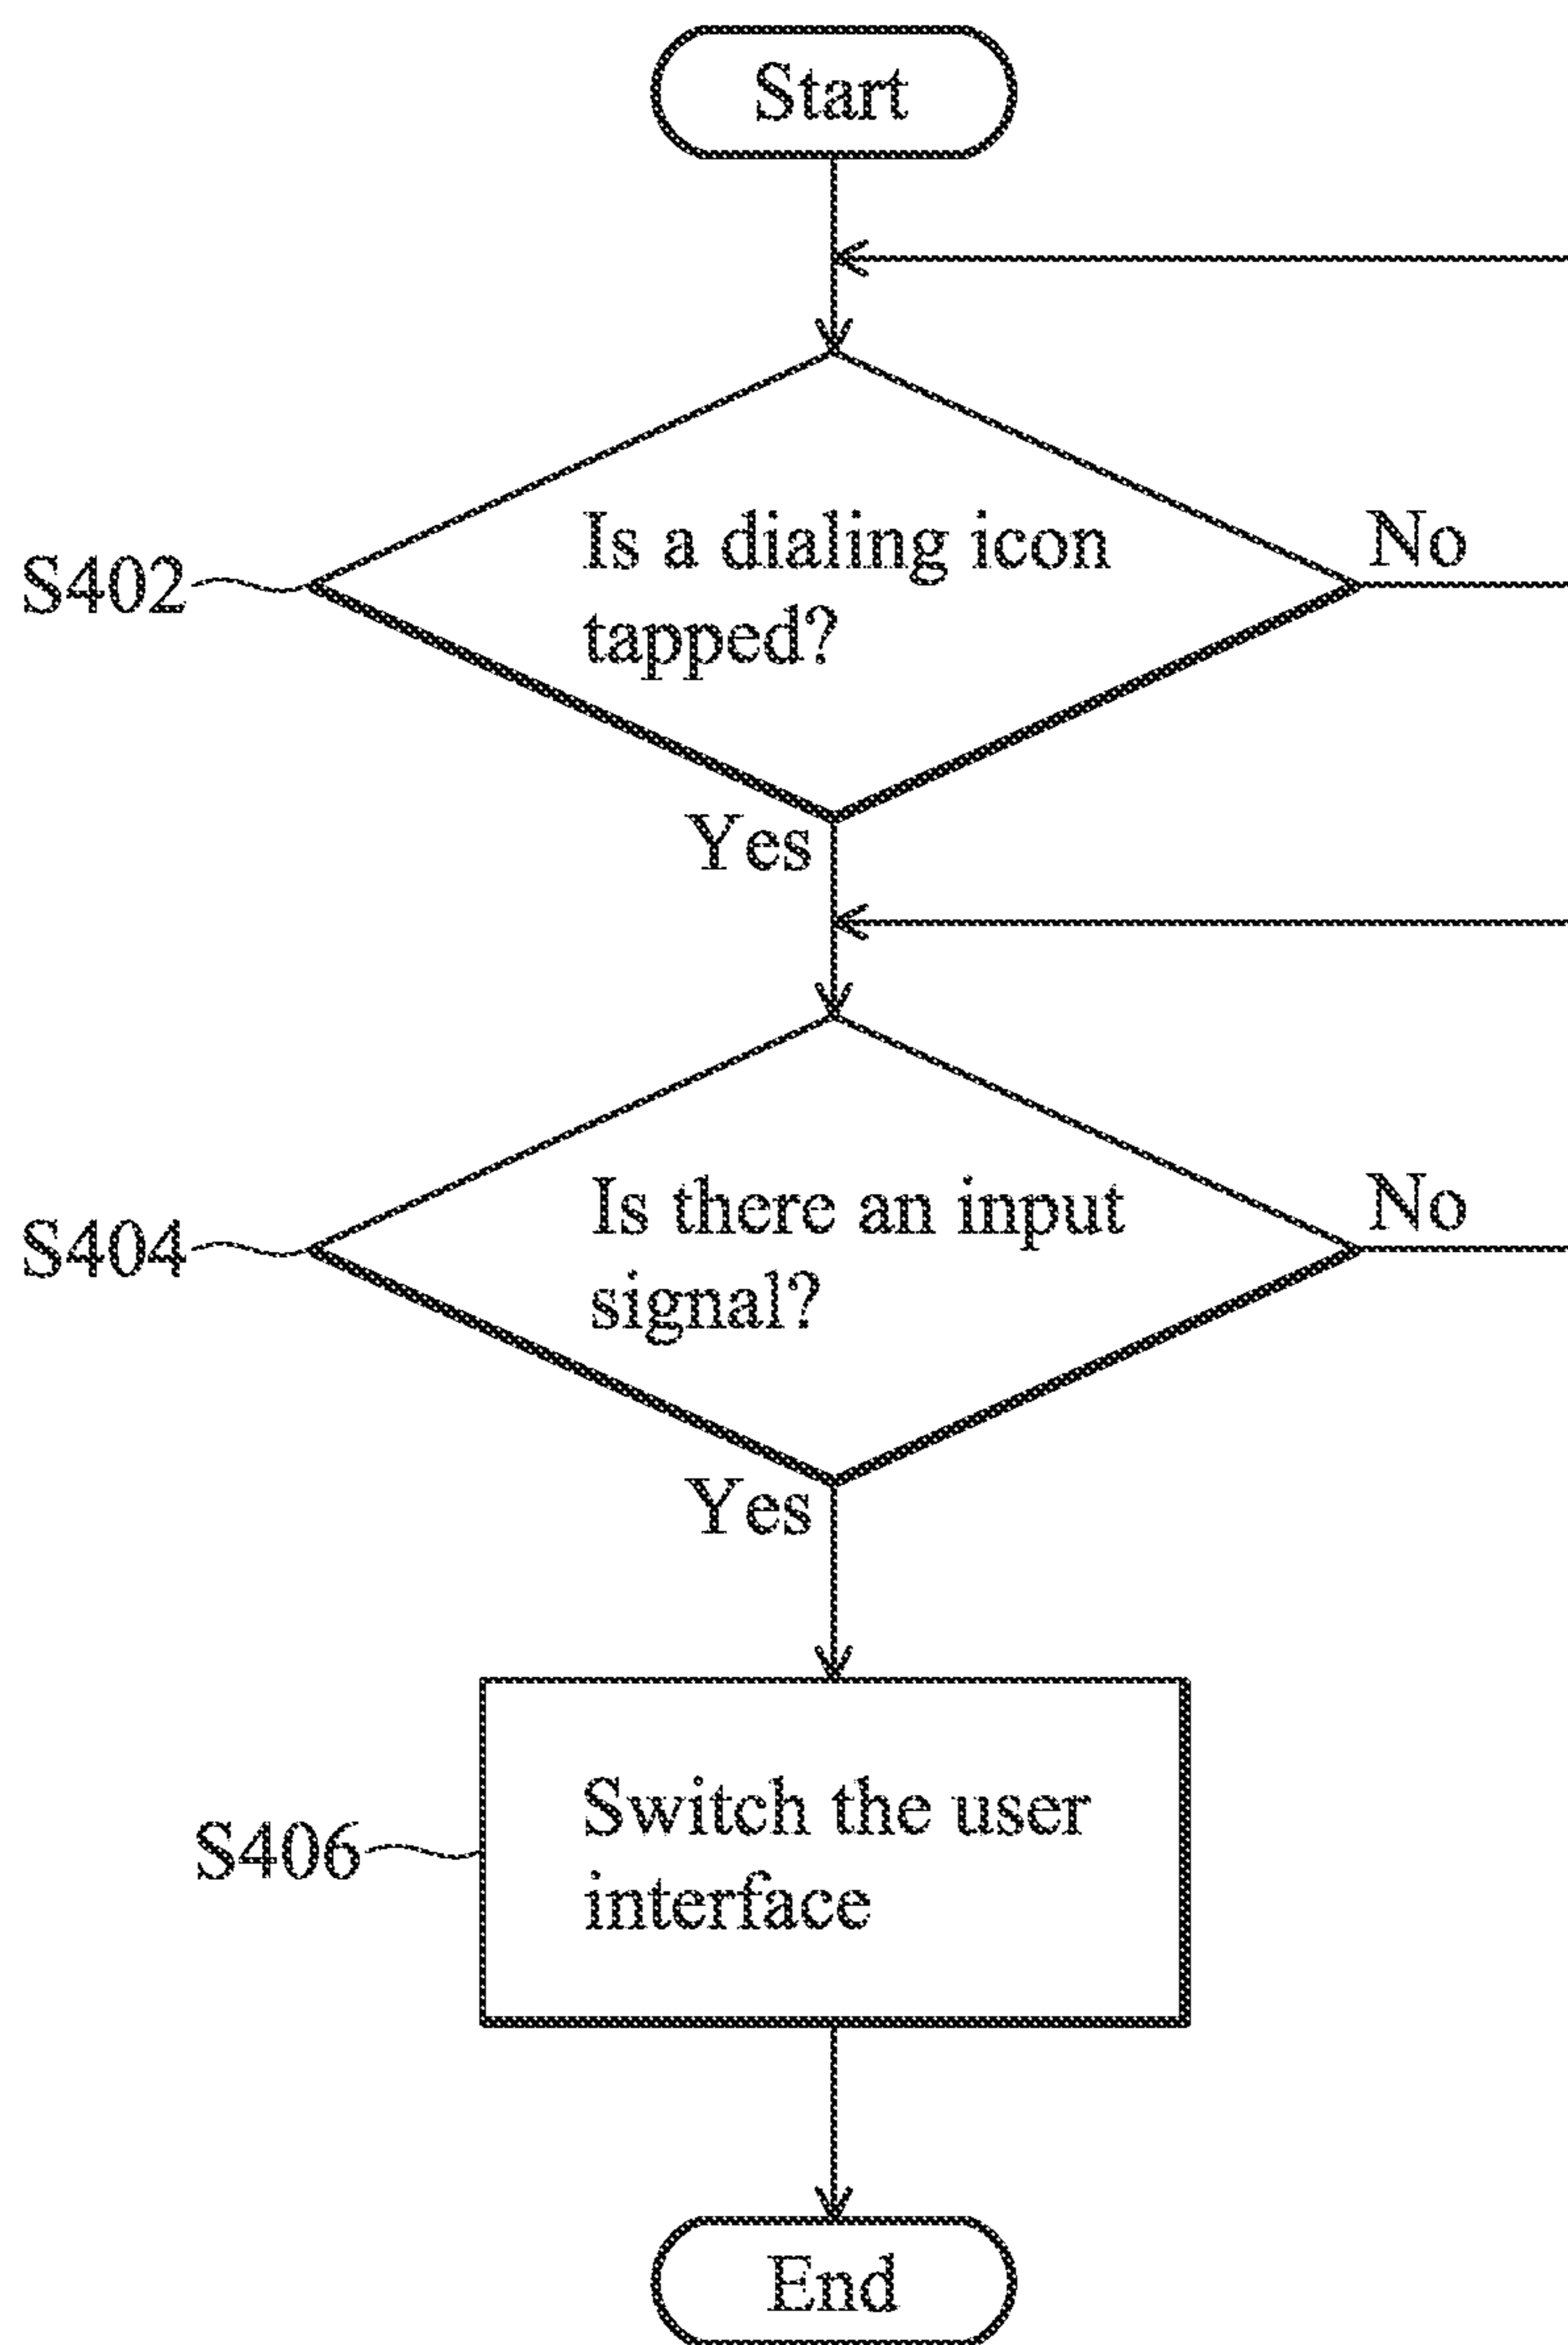 Start
Is a dialing icon
tapped?
No
S402
Yes
Is there an input
signal?
No
S404
Yes
Switch the user
interface
S406
End